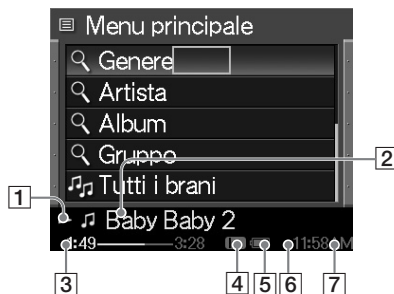 Menu principale
Genere
Artista
Album
Gruppo
Tutti i brani
Baby Baby 2
1:49 3:28 11:58 M
1
2
3
4
5
6
7